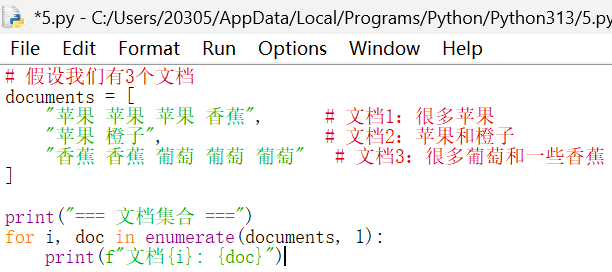 *5.py - C:/Users/20305/AppData/Local/Programs/Python/Python313/5.py
File Edit Format Run Options Window Help
# 假设我们有3个文档
documents = [
    "苹果 苹果 苹果 香蕉",      # 文档1: 很多苹果
    "苹果 橙子",                # 文档2: 苹果和橙子
    "香蕉 香蕉 葡萄 葡萄 葡萄"   # 文档3: 很多葡萄和一些香蕉
]
print("=== 文档集合 ===")
for i, doc in enumerate(documents, 1):
    print(f"文档{i}: {doc}")